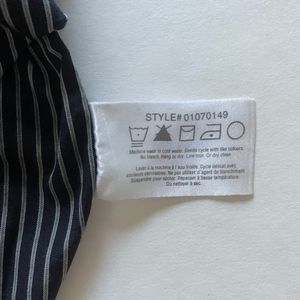 STYLE# 01070149
Machine wash in cold water. Gentle cycle with like colours.
No bleach. Hang to dry. Line iron. Or dry clean
Laver à la machine à l'eau froide. Cycle délicat avec
couleurs similaires. Ne pas utiliser d'agent de blanchiment
Suspendre pour sécher. Repasser à basse température.
Ou nettoyer à sec.